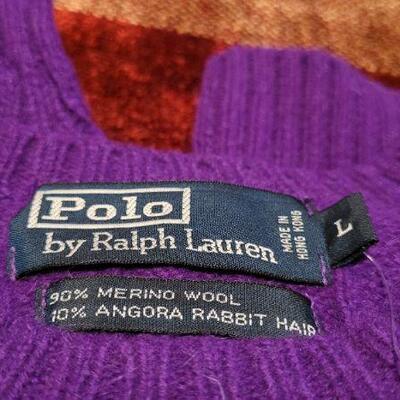 Polo
by Ralph Lauren
MADE IN
HONG KONG
L
90% MERINO WOOL
10% ANGORA RABBIT HAIR